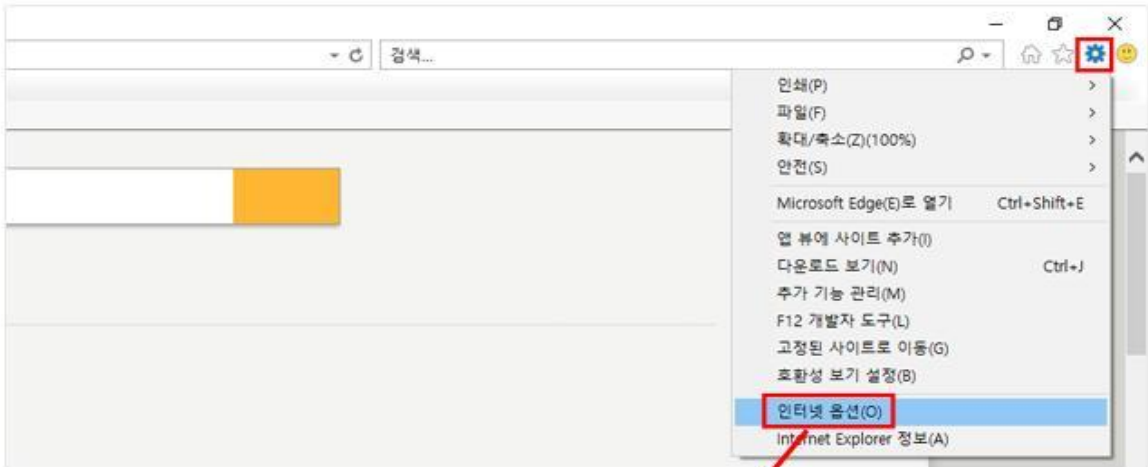 검색...
인쇄(P)
파일(F)
확대/축소(Z)(100%)
안전(S)
Microsoft Edge(E)로 열기 Ctrl+Shift+E
앱 뷰에 사이트 추가(I)
다운로드 보기(N) Ctrl+J
추가 기능 관리(M)
F12 개발자 도구(L)
고정된 사이트로 이동(G)
호환성 보기 설정(B)
인터넷 옵션(O)
Internet Explorer 정보(A)